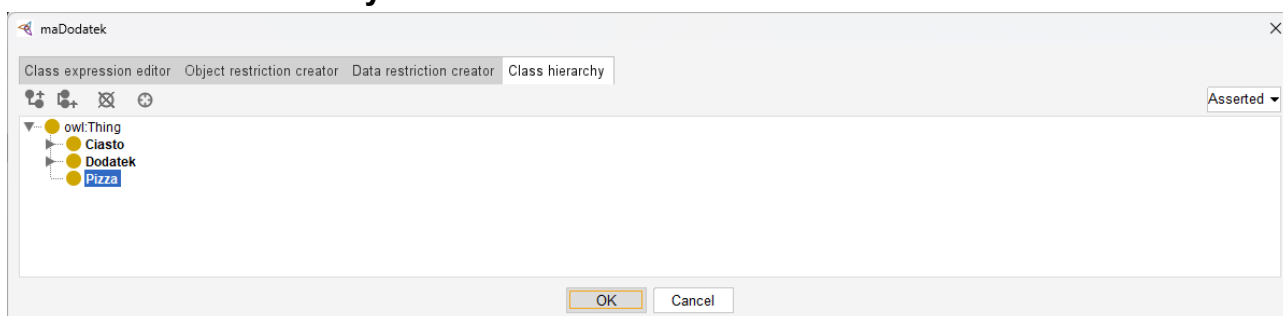 maDodatek
Class expression editor Object restriction creator Data restriction creator Class hierarchy
Asserted
owl:Thing
Ciasto
Dodatek
Pizza
OK Cancel